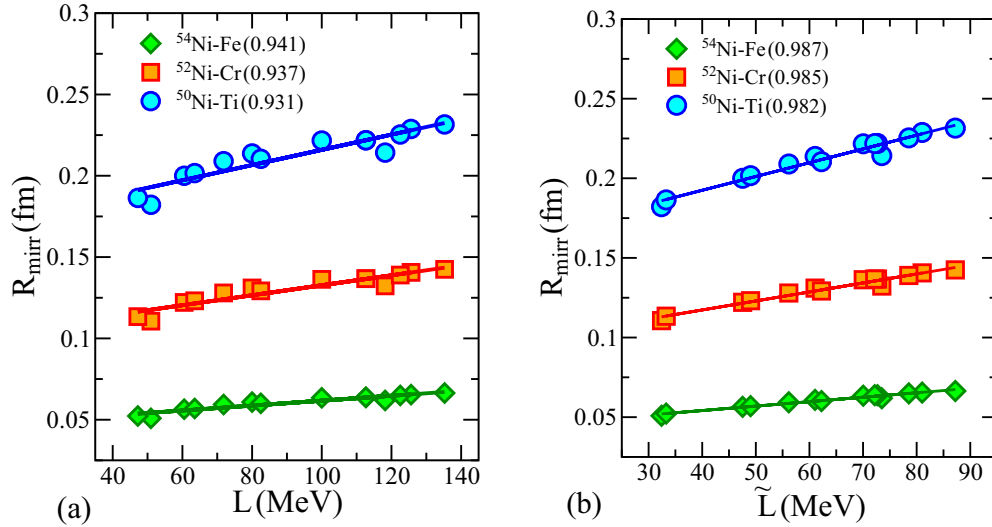 0.3
0.25
0.2
0.15
0.1
0.05
R_mirr (fm)
⁵⁴Ni-Fe(0.941)
⁵²Ni-Cr(0.937)
⁵⁰Ni-Ti(0.931)
40 60 80 100 120 140
L(MeV)
(a)
0.3
0.25
0.2
0.15
0.1
0.05
R_mirr (fm)
⁵⁴Ni-Fe(0.987)
⁵²Ni-Cr(0.985)
⁵⁰Ni-Ti(0.982)
30 40 50 60 70 80 90
L̃(MeV)
(b)